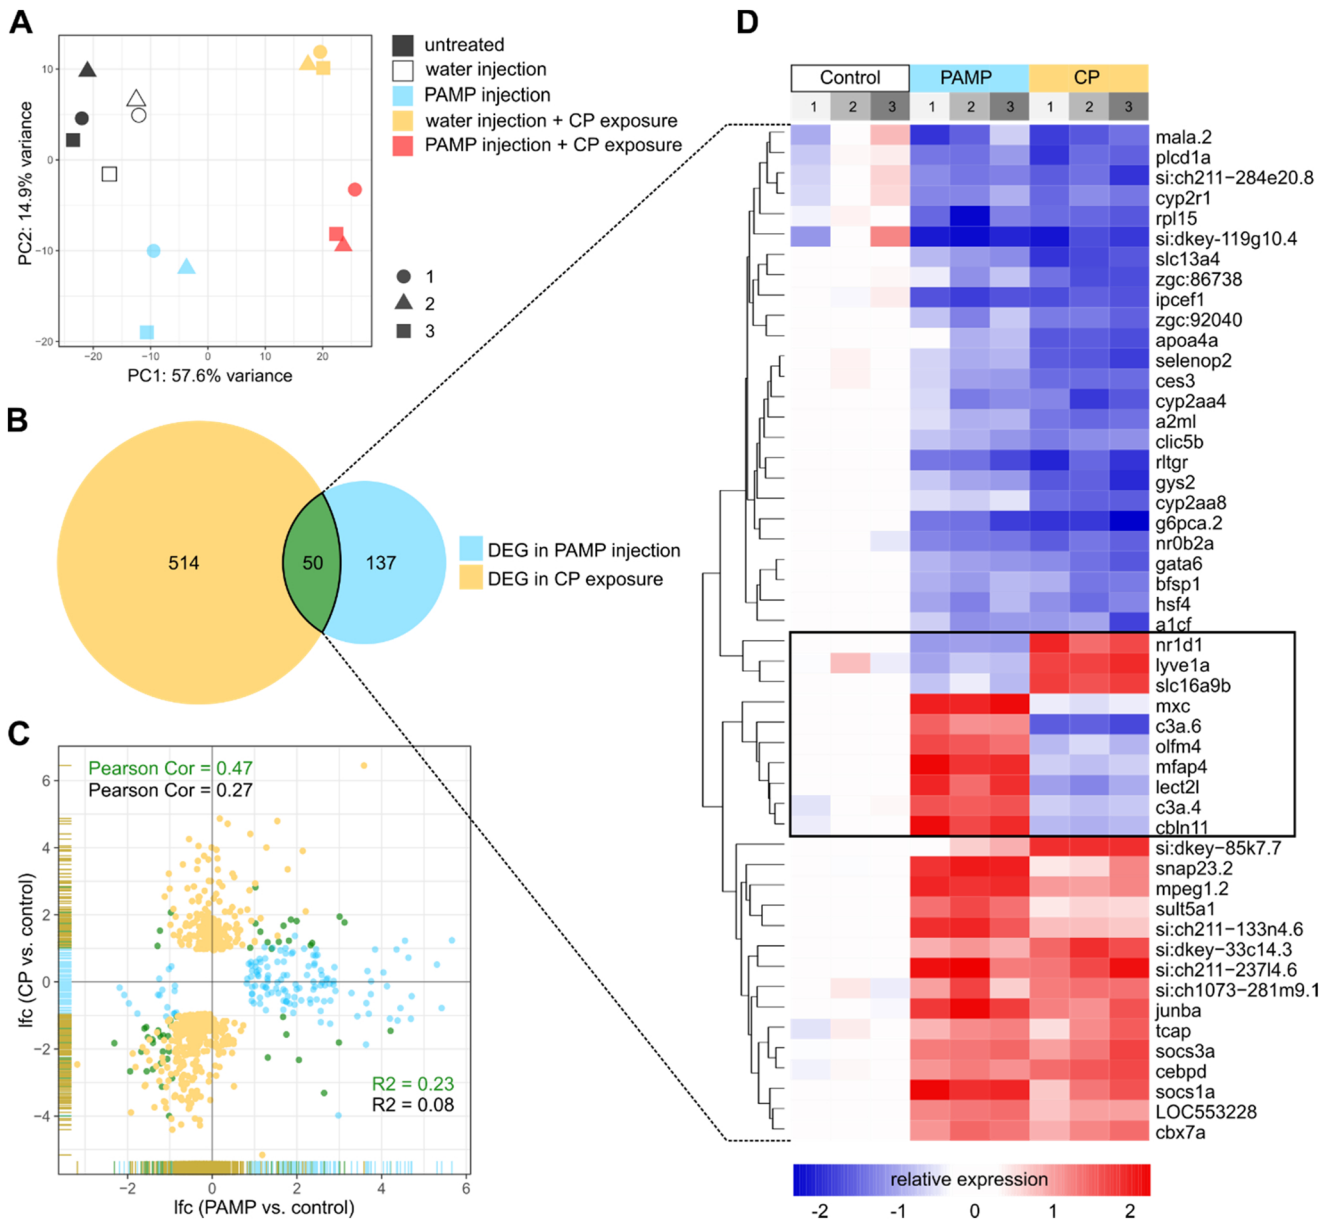 A
untreated
water injection
PAMP injection
water injection + CP exposure
PAMP injection + CP exposure
1
2
3
10
0
−10
−20
−20
−10
0
10
20
PC2: 14.9% variance
PC1: 57.6% variance
B
514
50
137
DEG in PAMP injection
DEG in CP exposure
C
Pearson Cor = 0.47
Pearson Cor = 0.27
R2 = 0.23
R2 = 0.08
6
4
2
0
−2
−4
−2
0
2
4
6
lfc (CP vs. control)
lfc (PAMP vs. control)
D
Control PAMP CP
1 2 3 1 2 3 1 2 3
mala.2
plcd1a
si:ch211−284e20.8
cyp2r1
rpl15
si:dkey−119g10.4
slc13a4
zgc:86738
ipcef1
zgc:92040
apoa4a
selenop2
ces3
cyp2aa4
a2ml
clic5b
rltgr
gys2
cyp2aa8
g6pca.2
nr0b2a
gata6
bfsp1
hsf4
a1cf
nr1d1
lyve1a
slc16a9b
mxc
c3a.6
olfm4
mfap4
lect2l
c3a.4
cbln11
si:dkey−85k7.7
snap23.2
mpeg1.2
sult5a1
si:ch211−133n4.6
si:dkey−33c14.3
si:ch211−237l4.6
si:ch1073−281m9.1
junba
tcap
socs3a
cebpd
socs1a
LOC553228
cbx7a
relative expression
-2 -1 0 1 2